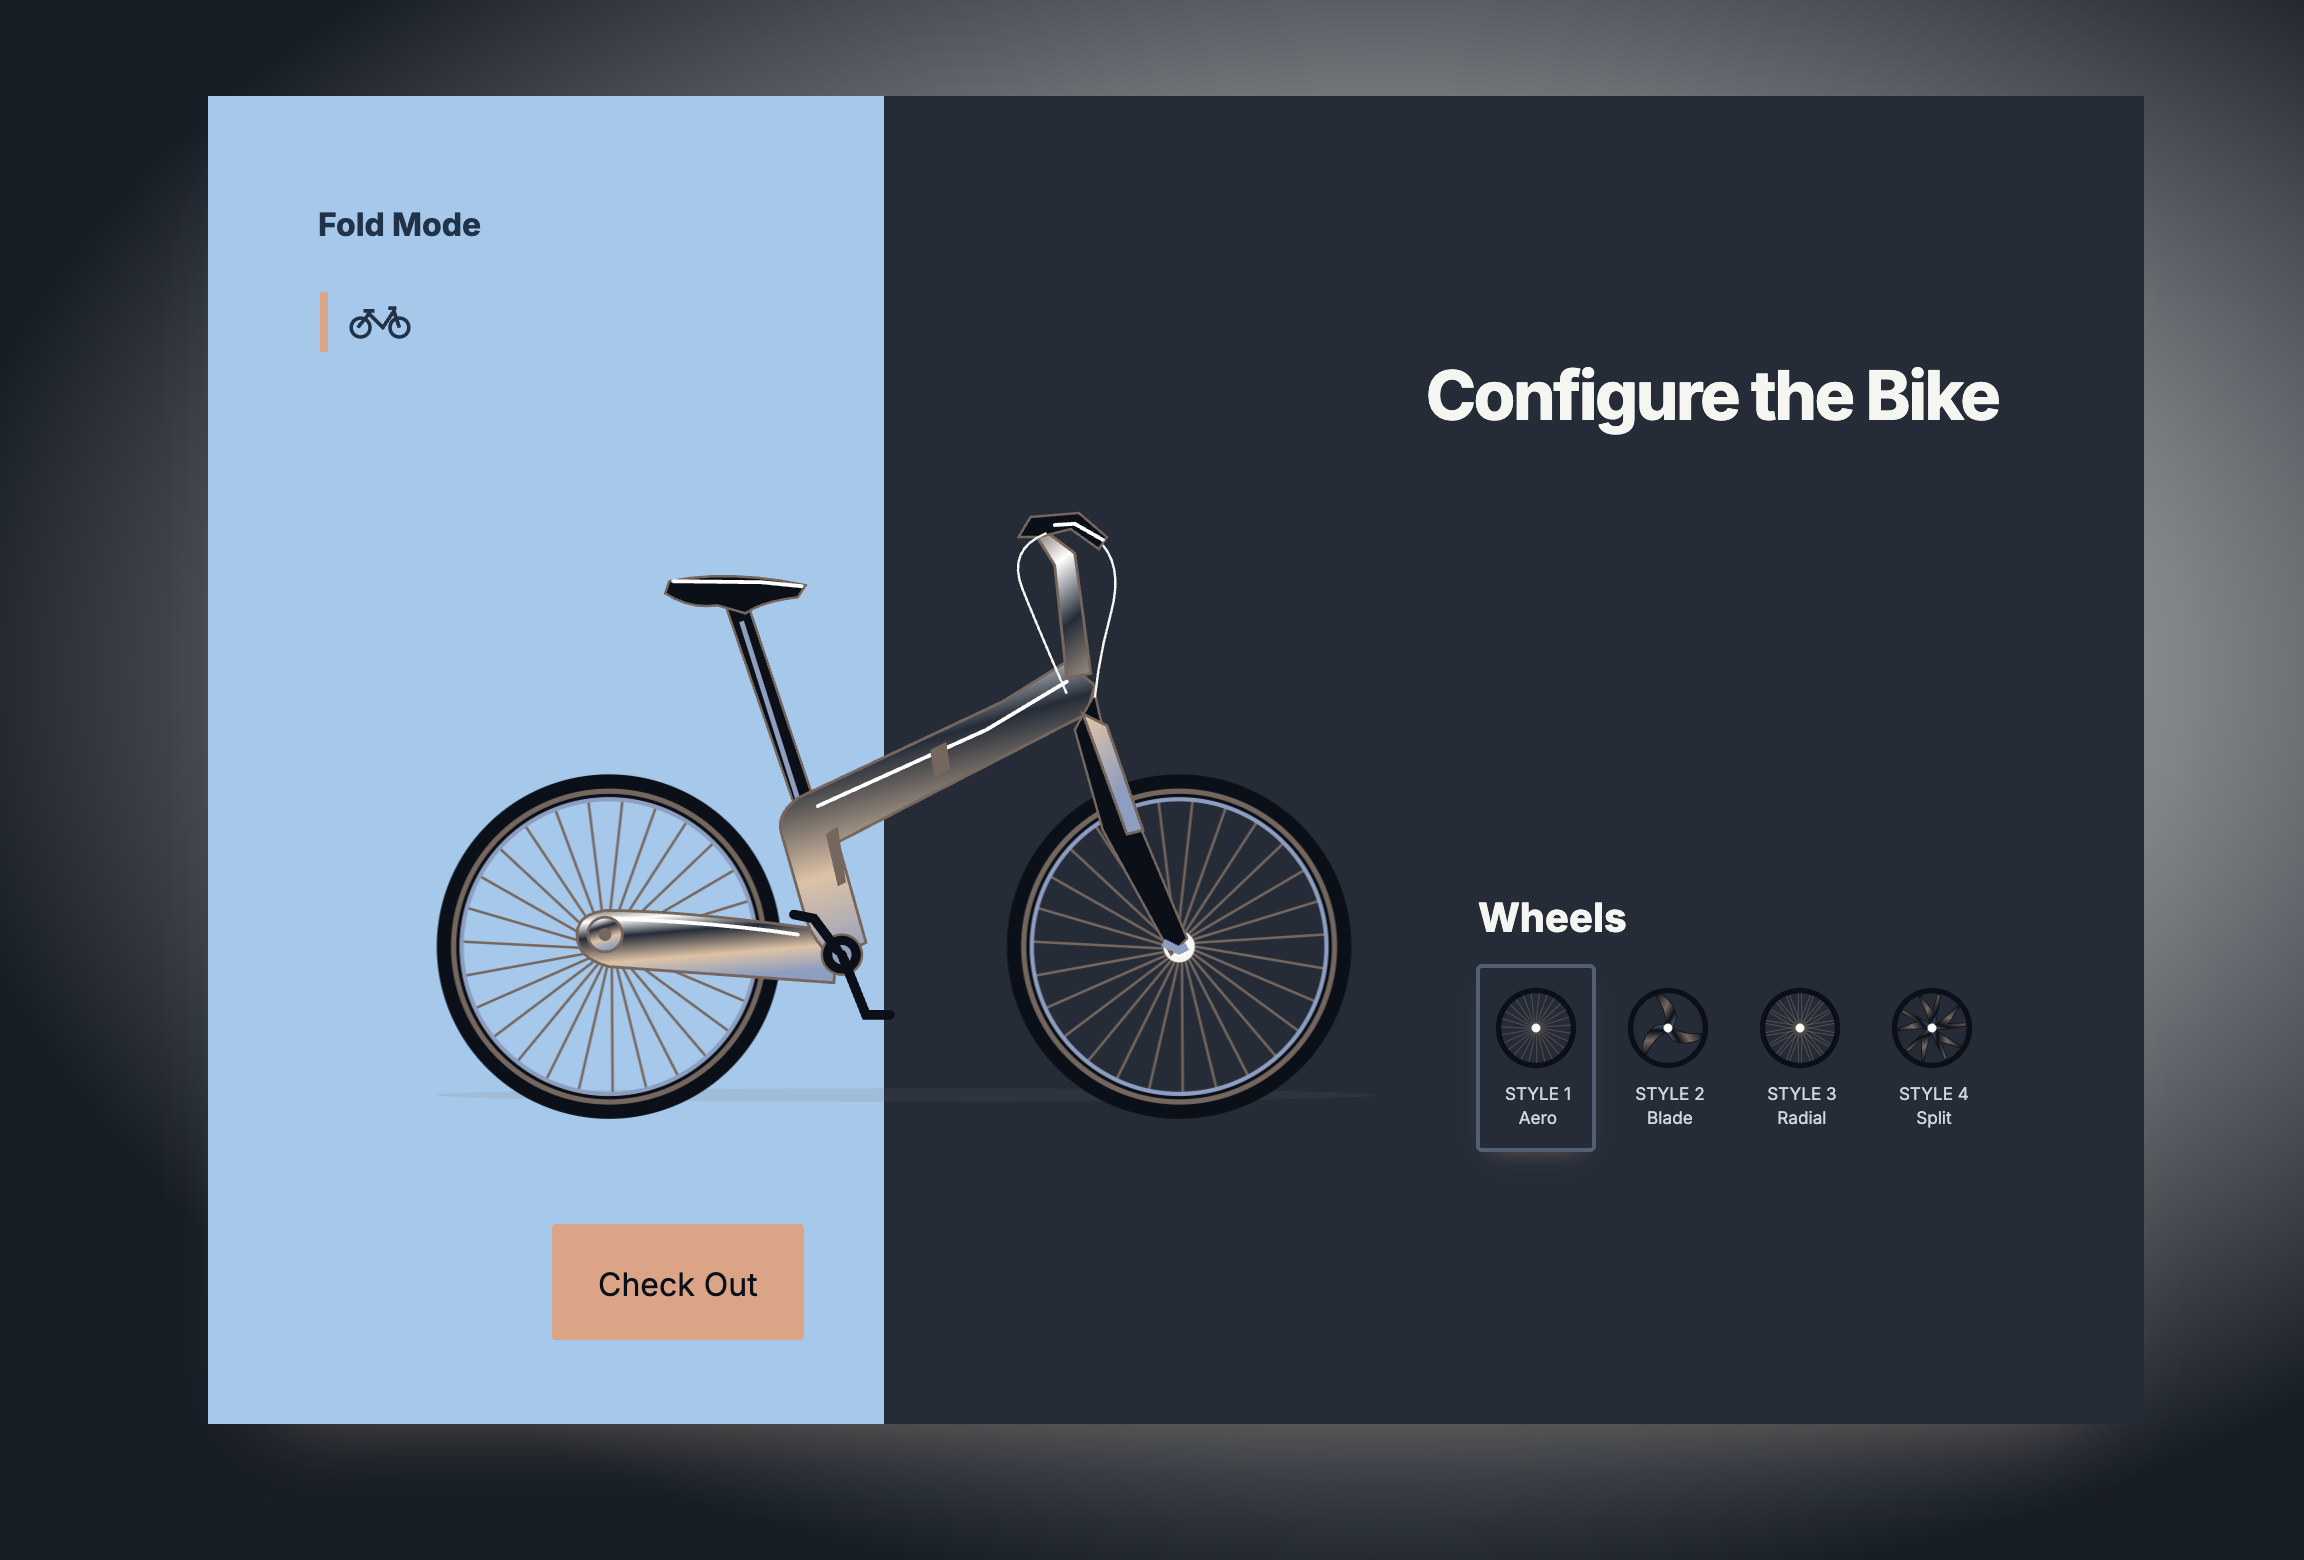 Fold Mode
Configure the Bike
Wheels
STYLE 1
Aero
STYLE 2
Blade
STYLE 3
Radial
STYLE 4
Split
Check Out